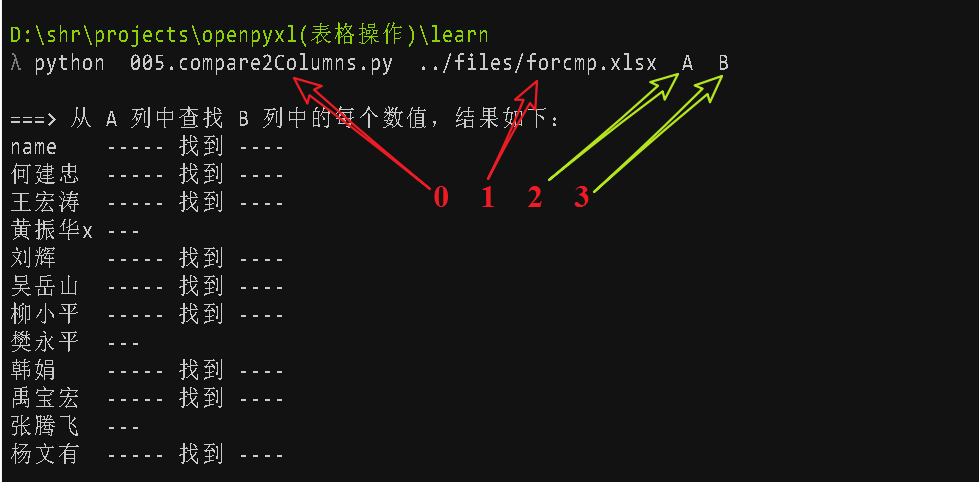 D:\shr\projects\openpyxl(表格操作)\learn
λ python  005.compare2Columns.py  ../files/forcmp.xlsx  A  B
===> 从 A 列中查找 B 列中的每个数值，结果如下：
name    ----- 找到 ----
何建忠  ----- 找到 ----
0 1 2 3
王宏涛  ----- 找到 ----
黄振华x ---
刘辉    ----- 找到 ----
吴岳山  ----- 找到 ----
柳小平  ----- 找到 ----
樊永平  ---
韩娟    ----- 找到 ----
禹宝宏  ----- 找到 ----
张腾飞  ---
杨文有  ----- 找到 ----